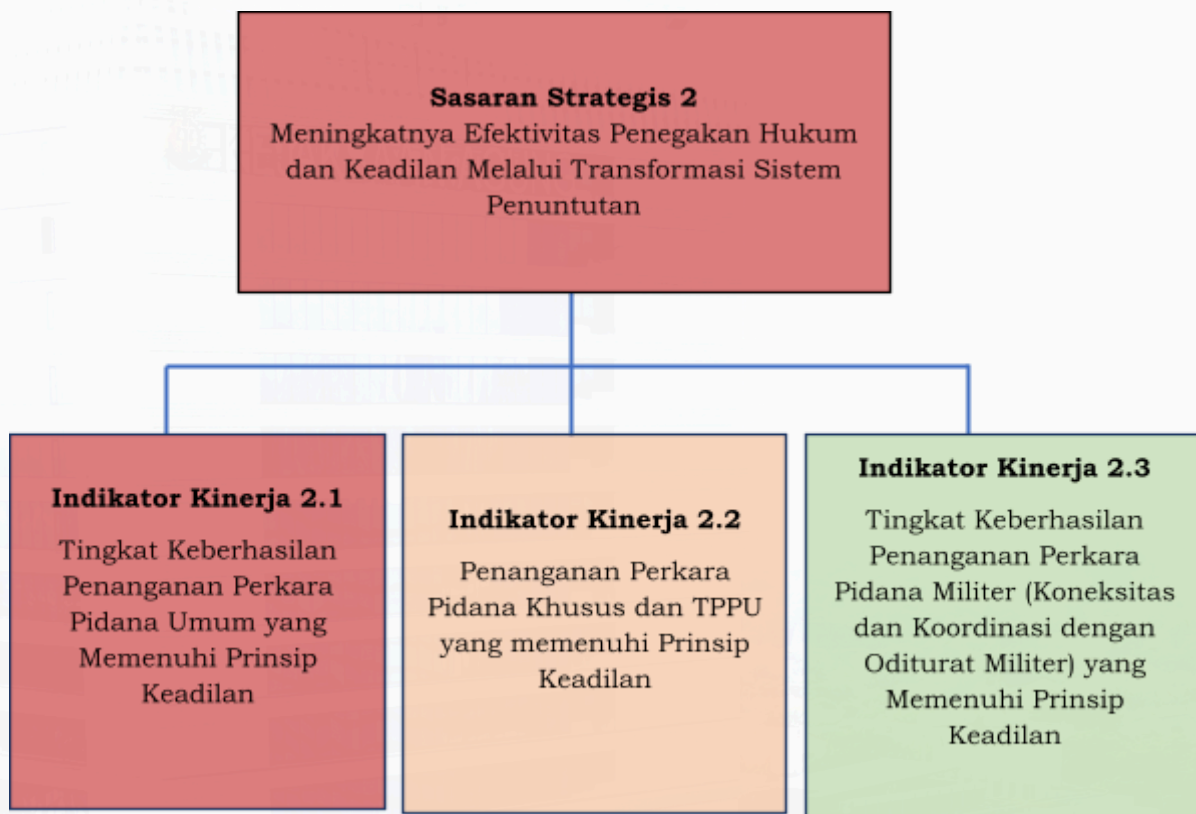 Sasaran Strategis 2
Meningkatnya Efektivitas Penegakan Hukum
dan Keadilan Melalui Transformasi Sistem
Penuntutan
Indikator Kinerja 2.1
Tingkat Keberhasilan
Penanganan Perkara
Pidana Umum yang
Memenuhi Prinsip
Keadilan
Indikator Kinerja 2.2
Penanganan Perkara
Pidana Khusus dan TPPU
yang memenuhi Prinsip
Keadilan
Indikator Kinerja 2.3
Tingkat Keberhasilan
Penanganan Perkara
Pidana Militer (Koneksitas
dan Koordinasi dengan
Oditurat Militer) yang
Memenuhi Prinsip
Keadilan